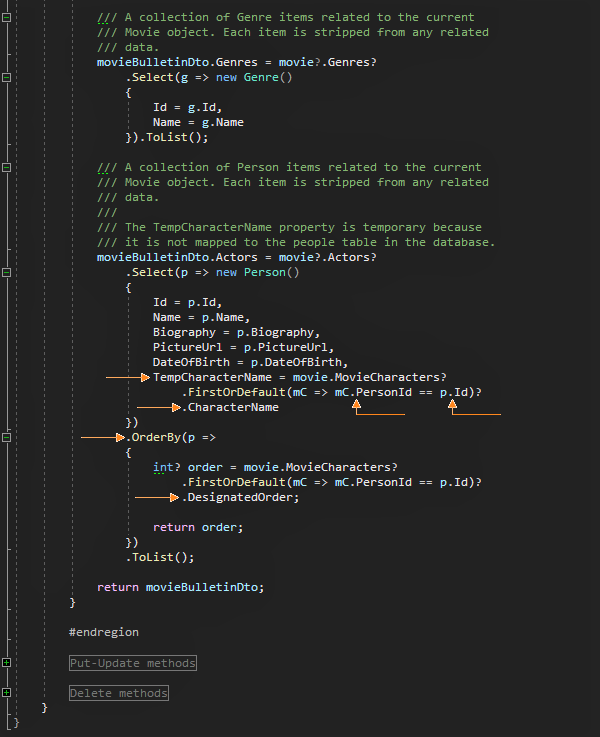 /// A collection of Genre items related to the current
/// Movie object. Each item is stripped from any related
/// data.
movieBulletinDto.Genres = movie?.Genres?
.Select(g => new Genre()
{
Id = g.Id,
Name = g.Name
}).ToList();
/// A collection of Person items related to the current
/// Movie object. Each item is stripped from any related
/// data.
///
/// The TempCharacterName property is temporary because
/// it is not mapped to the people table in the database.
movieBulletinDto.Actors = movie?.Actors?
.Select(p => new Person()
{
Id = p.Id,
Name = p.Name,
Biography = p.Biography,
PictureUrl = p.PictureUrl,
DateOfBirth = p.DateOfBirth,
TempCharacterName = movie.MovieCharacters?
.FirstOrDefault(mC => mC.PersonId == p.Id)?
.CharacterName
})
.OrderBy(p =>
{
int? order = movie.MovieCharacters?
.FirstOrDefault(mC => mC.PersonId == p.Id)?
.DesignatedOrder;
return order;
})
.ToList();
return movieBulletinDto;
}
#endregion
Put-Update methods
Delete methods
}
}